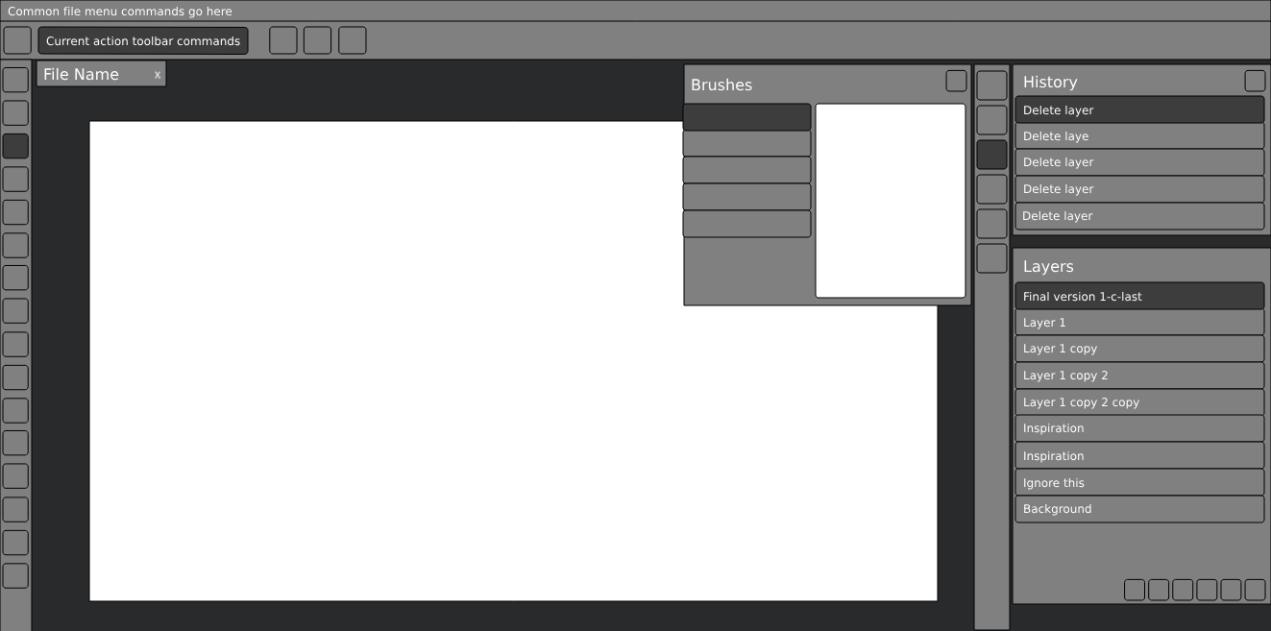 Common file menu commands go here
Current action toolbar commands
File Name x
Brushes
History
Delete layer
Delete laye
Delete layer
Delete layer
Delete layer
Layers
Final version 1-c-last
Layer 1
Layer 1 copy
Layer 1 copy 2
Layer 1 copy 2 copy
Inspiration
Inspiration
Ignore this
Background